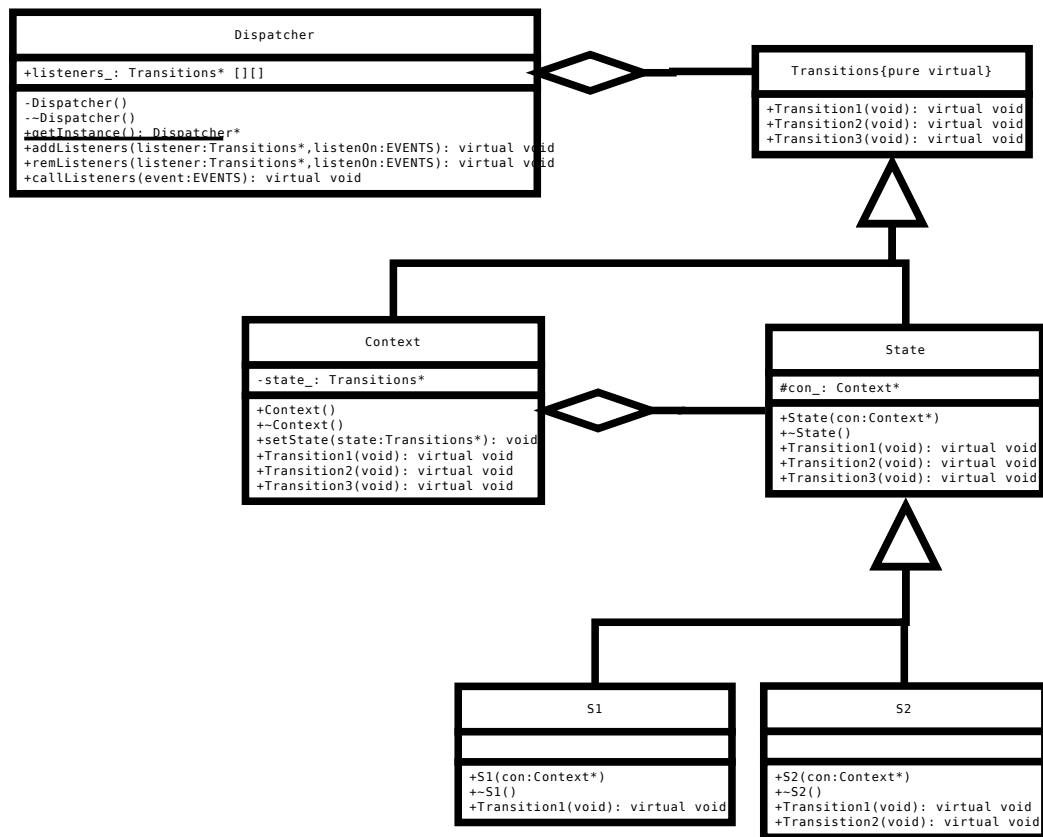 Dispatcher
+listeners_: Transitions* [][]
-Dispatcher()
-~Dispatcher()
+getInstance(): Dispatcher*
+addListeners(listener:Transitions*,listenOn:EVENTS): virtual void
+remListeners(listener:Transitions*,listenOn:EVENTS): virtual void
+callListeners(event:EVENTS): virtual void
Transitions{pure virtual}
+Transition1(void): virtual void
+Transition2(void): virtual void
+Transition3(void): virtual void
Context
-state_: Transitions*
+Context()
+~Context()
+setState(state:Transitions*): void
+Transition1(void): virtual void
+Transition2(void): virtual void
+Transition3(void): virtual void
State
#con_: Context*
+State(con:Context*)
+~State()
+Transition1(void): virtual void
+Transition2(void): virtual void
+Transition3(void): virtual void
S1
+S1(con:Context*)
+~S1()
+Transition1(void): virtual void
S2
+S2(con:Context*)
+~S2()
+Transition1(void): virtual void
+Transistion2(void): virtual void